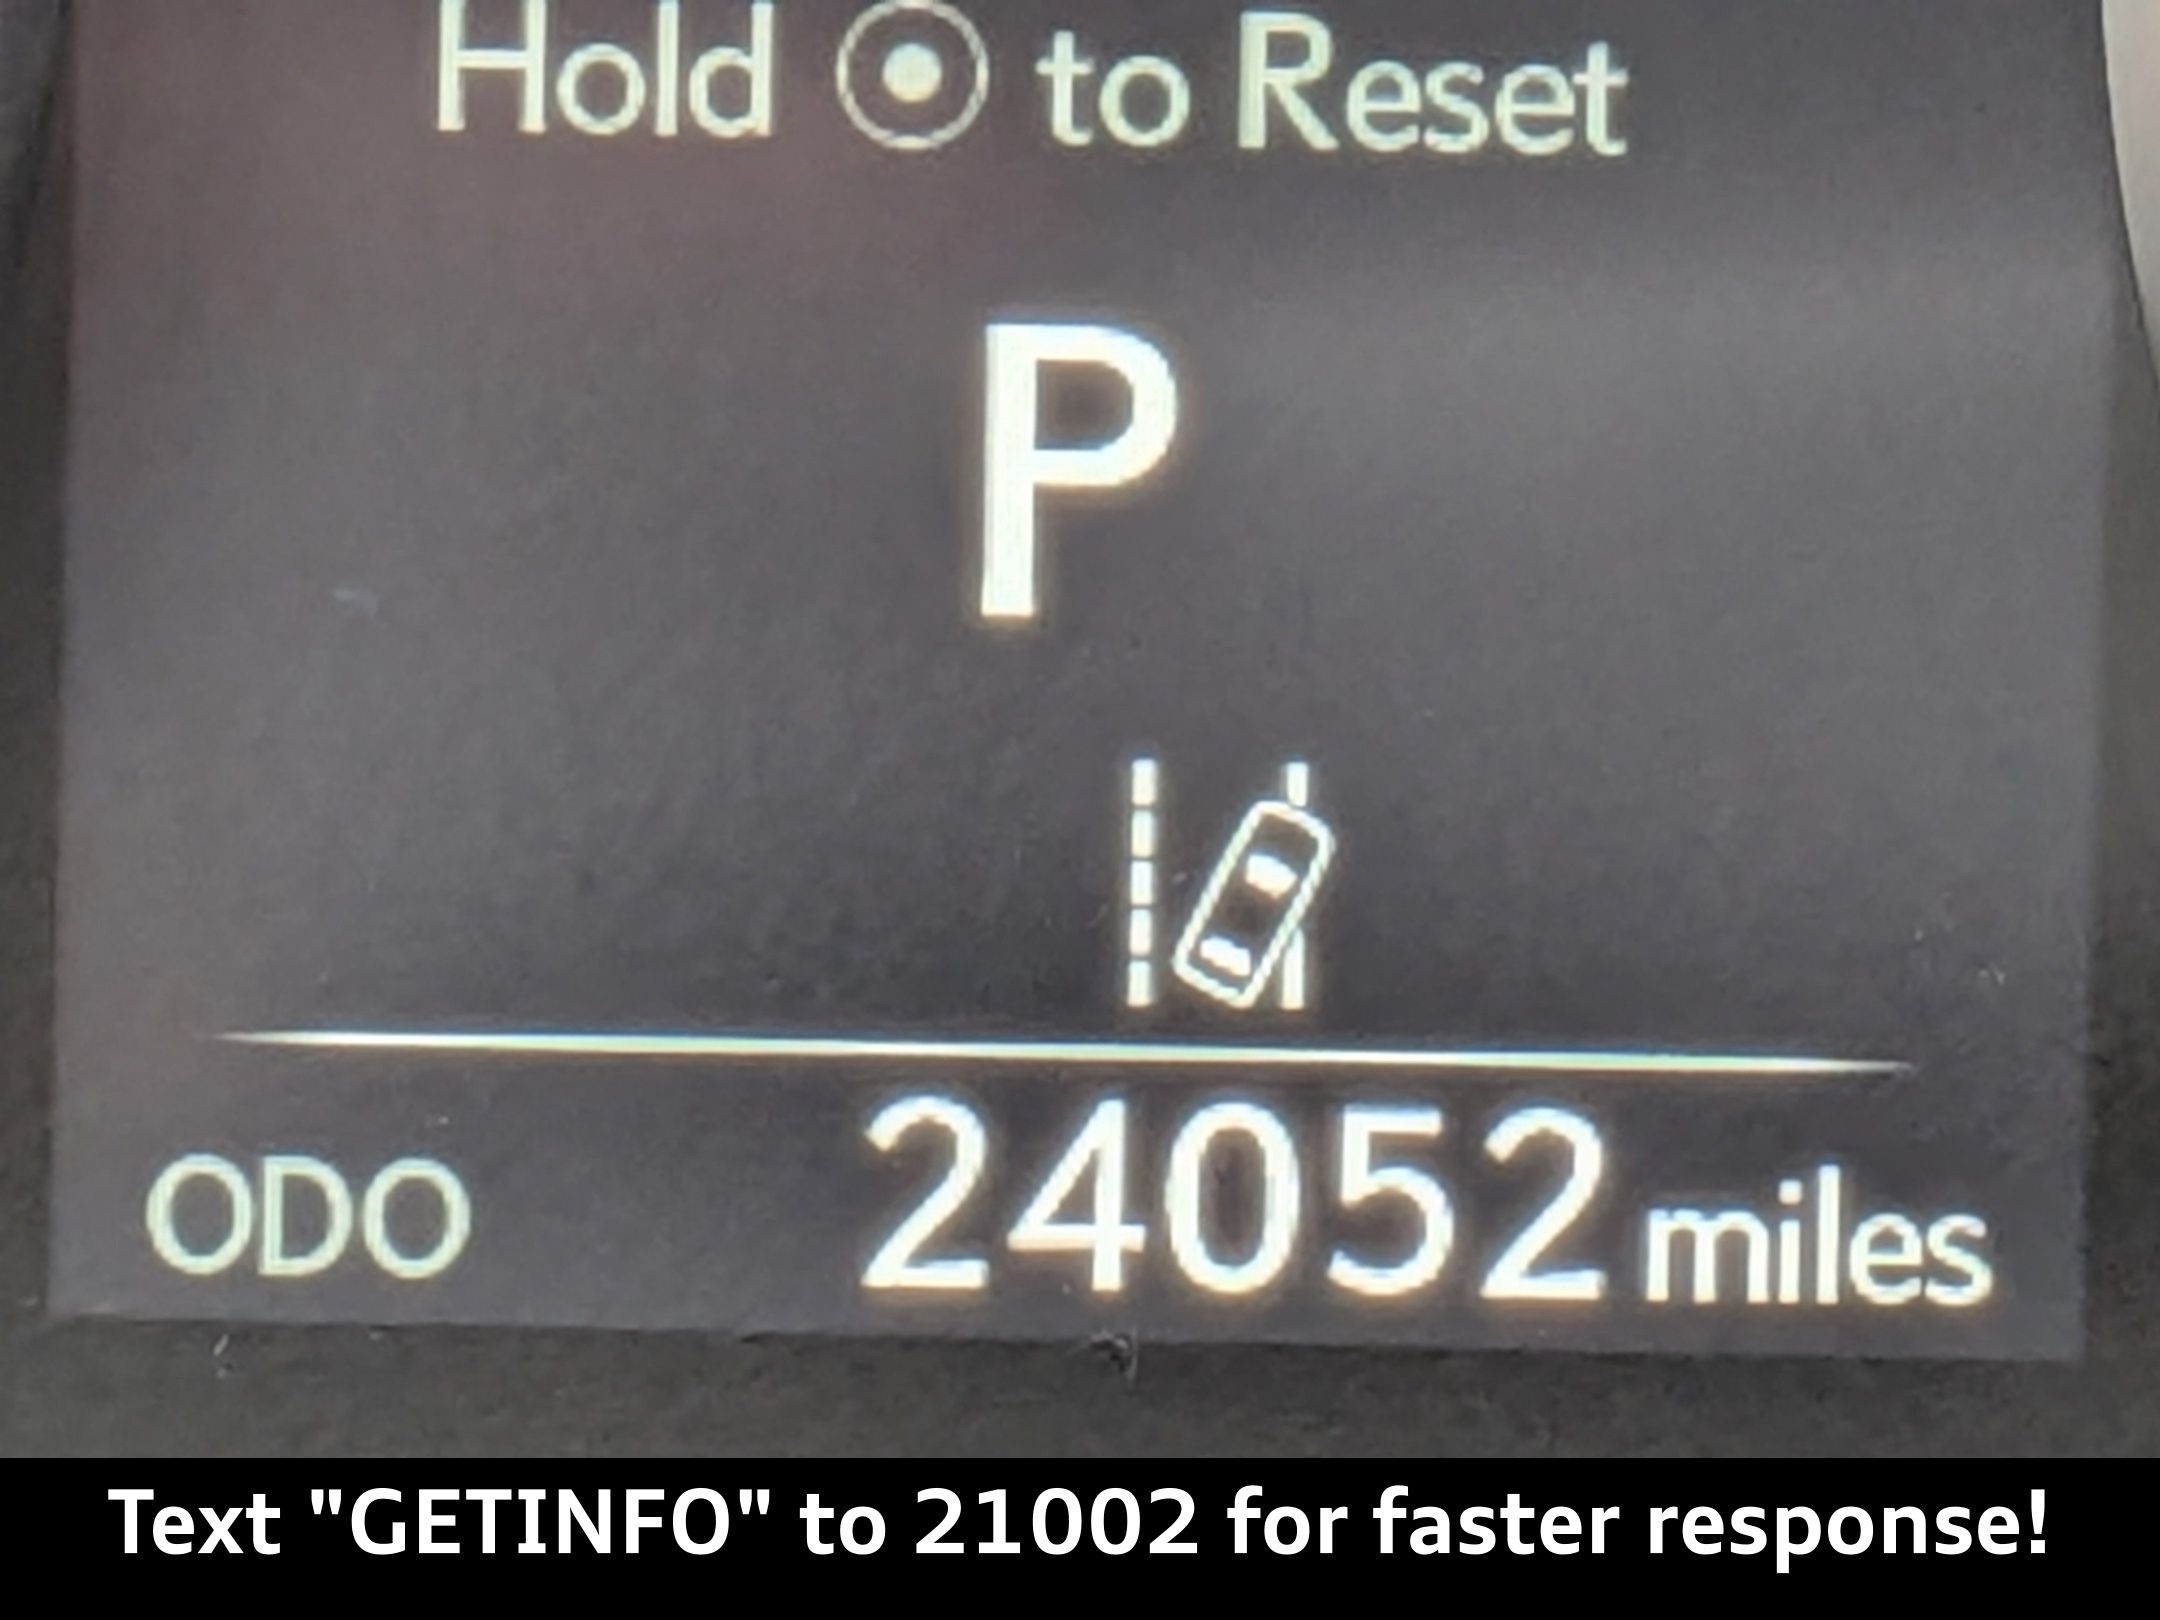 Hold to Reset
P
ODO 24052 miles
Text "GETINFO" to 21002 for faster response!